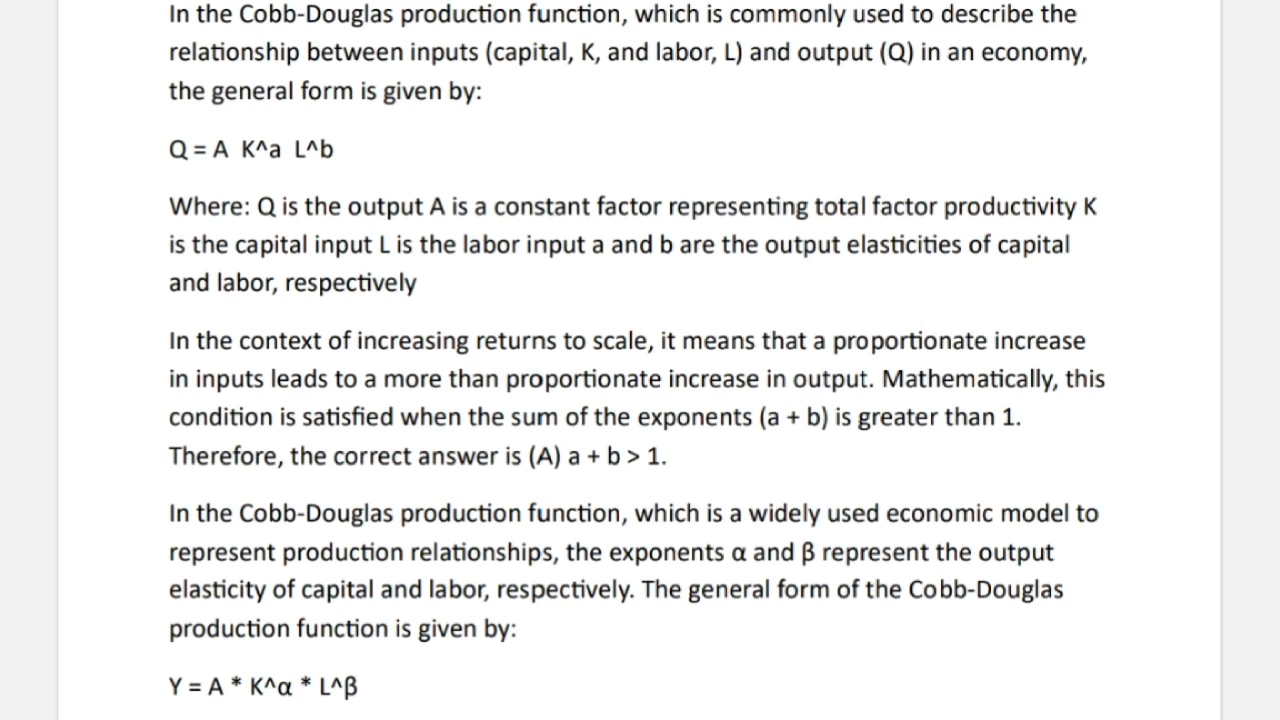 In the Cobb-Douglas production function, which is commonly used to describe the
relationship between inputs (capital, K, and labor, L) and output (Q) in an economy,
the general form is given by:
Q = A  K^a  L^b
Where: Q is the output A is a constant factor representing total factor productivity K
is the capital input L is the labor input a and b are the output elasticities of capital
and labor, respectively
In the context of increasing returns to scale, it means that a proportionate increase
in inputs leads to a more than proportionate increase in output. Mathematically, this
condition is satisfied when the sum of the exponents (a + b) is greater than 1.
Therefore, the correct answer is (A) a + b > 1.
In the Cobb-Douglas production function, which is a widely used economic model to
represent production relationships, the exponents α and β represent the output
elasticity of capital and labor, respectively. The general form of the Cobb-Douglas
production function is given by:
Y = A * K^α * L^β